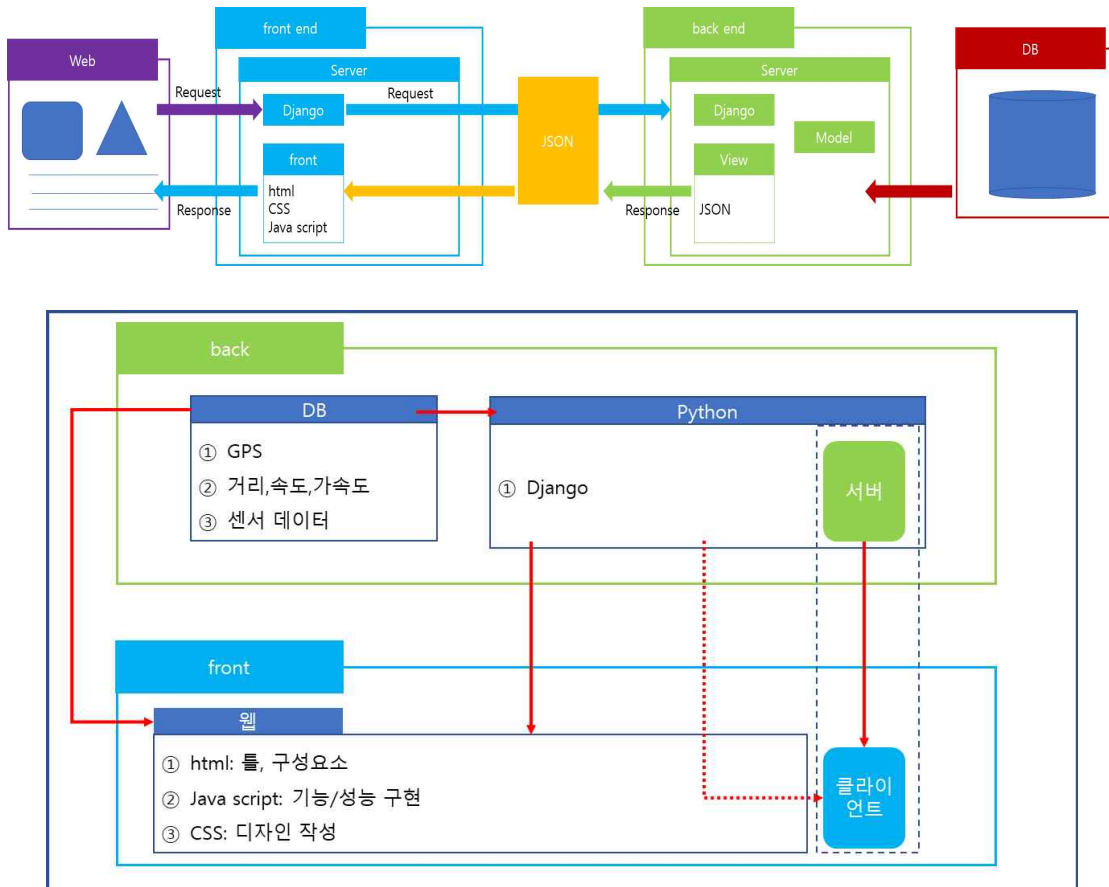 front end
back end
Web
DB
Server
Server
Request
Request
Django
JSON
Django
Model
front
View
html
CSS
Java script
JSON
Response
Response
back
DB
Python
① GPS
② 거리,속도,가속도
③ 센서 데이터
① Django
서버
front
웹
① html: 틀, 구성요소
② Java script: 기능/성능 구현
③ CSS: 디자인 작성
클라이
언트